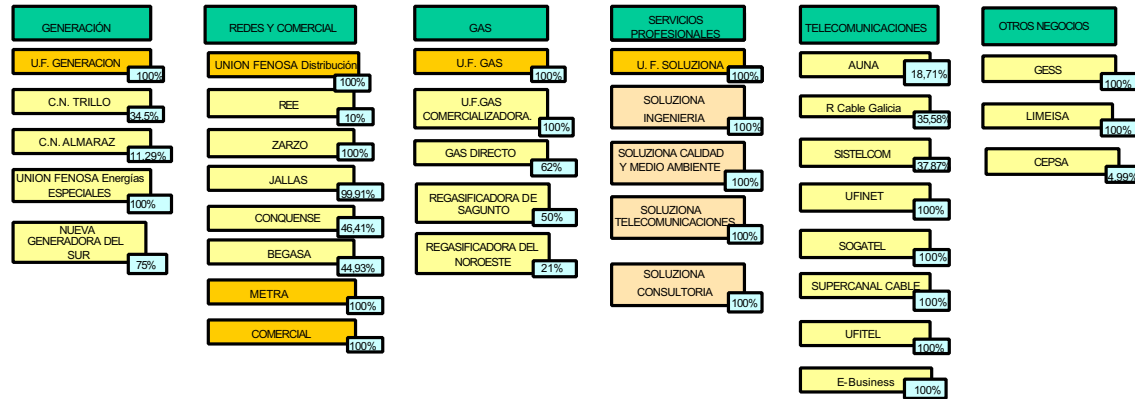 GENERACIÓN
U.F. GENERACION
100%
C.N. TRILLO
34,5%
C.N. ALMARAZ
11,29%
UNION FENOSA Energías
ESPECIALES
100%
NUEVA
GENERADORA DEL
SUR
75%
REDES Y COMERCIAL
UNION FENOSA Distribución
100%
REE
10%
ZARZO
100%
JALLAS
99,91%
CONQUENSE
46,41%
BEGASA
44,93%
METRA
100%
COMERCIAL
100%
GAS
U.F. GAS
100%
U.F.GAS
COMERCIALIZADORA.
100%
GAS DIRECTO
62%
REGASIFICADORA DE
SAGUNTO
50%
REGASIFICADORA DEL
NOROESTE
21%
SERVICIOS
PROFESIONALES
U. F. SOLUZIONA
100%
SOLUZIONA
INGENIERIA
100%
SOLUZIONA CALIDAD
Y MEDIO AMBIENTE
100%
SOLUZIONA
TELECOMUNICACIONES
100%
SOLUZIONA
CONSULTORIA
100%
TELECOMUNICACIONES
AUNA
18,71%
R Cable Galicia
35,58%
SISTELCOM
37,87%
UFINET
100%
SOGATEL
100%
SUPERCANAL CABLE
100%
UFITEL
100%
E-Business
100%
OTROS NEGOCIOS
GESS
100%
LIMEISA
100%
CEPSA
4,99%